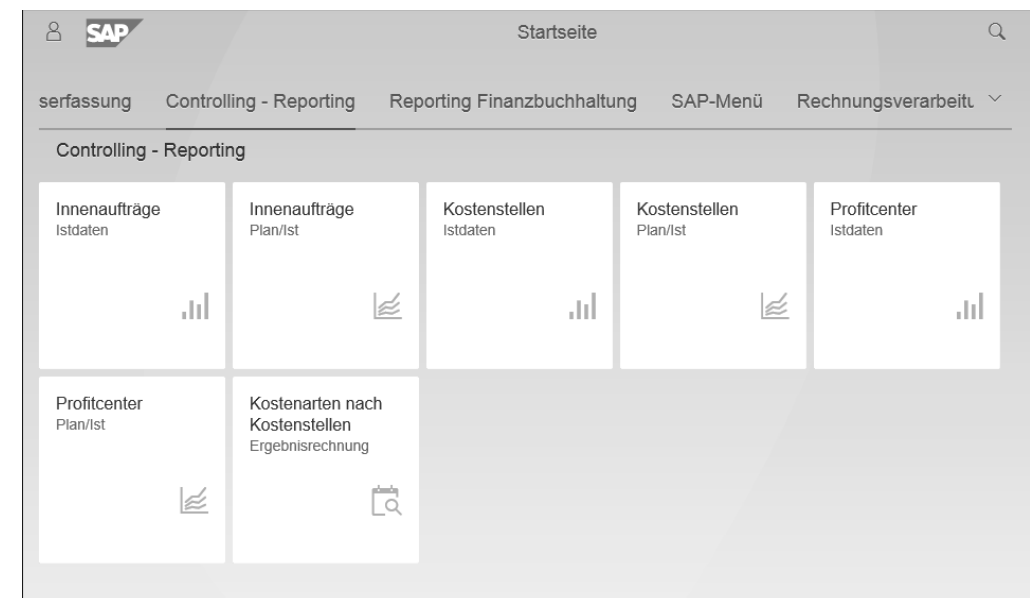 SAP
Startseite
serfassung Controlling - Reporting Reporting Finanzbuchhaltung SAP-Menü Rechnungsverarbeitu
Controlling - Reporting
Innenaufträge
Istdaten
Innenaufträge
Plan/Ist
Kostenstellen
Istdaten
Kostenstellen
Plan/Ist
Profitcenter
Istdaten
Profitcenter
Plan/Ist
Kostenarten nach
Kostenstellen
Ergebnisrechnung